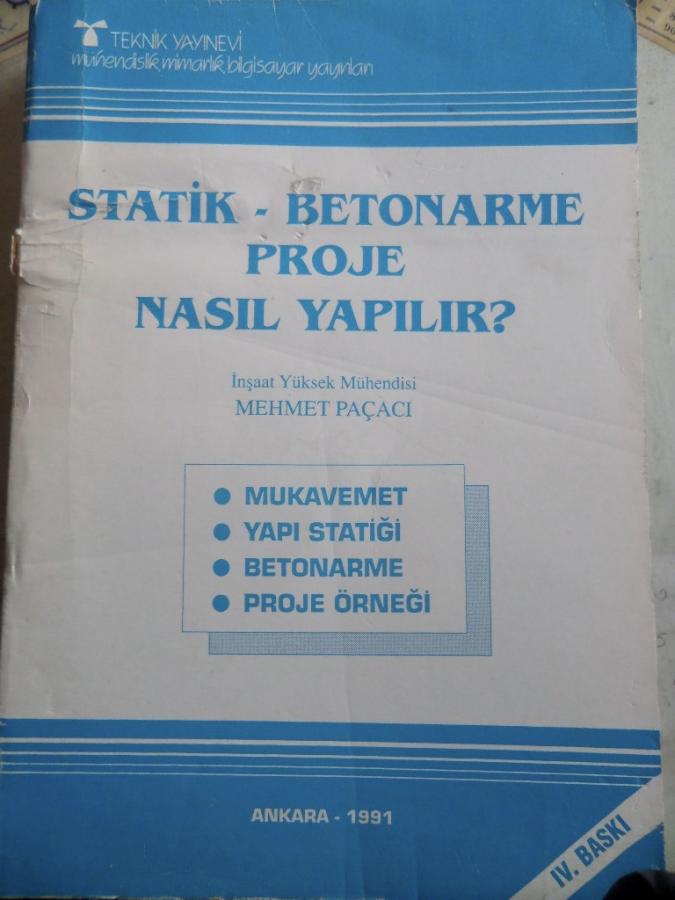 TEKNİK YAYINEVİ
mühendislik, mimarlık, bilgisayar yayınları
STATİK - BETONARME
PROJE
NASIL YAPILIR?
İnşaat Yüksek Mühendisi
MEHMET PAÇACI
● MUKAVEMET
● YAPI STATİĞİ
● BETONARME
● PROJE ÖRNEĞİ
ANKARA - 1991
IV. BASKI